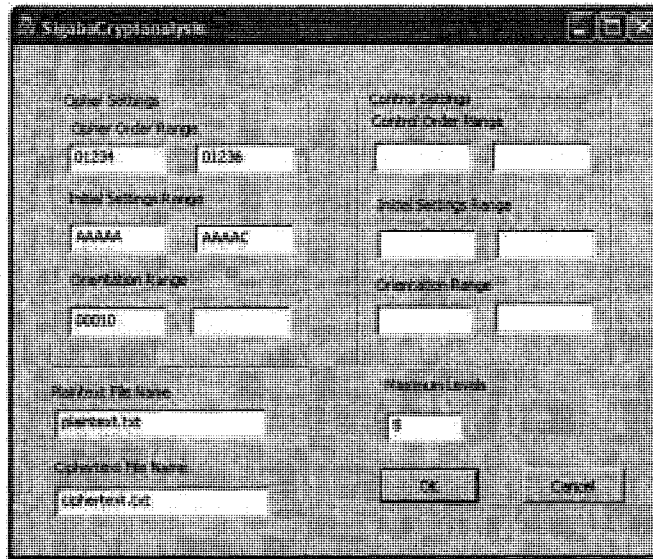 SigabaCryptanalysis
Cipher Settings
Cipher Order Range
01234 01236
Initial Settings Range
AAAAA AAAAC
Orientation Range
00010
Control Settings
Control Order Range
Initial Settings Range
Orientation Range
Plaintext File Name
plaintext.txt
Ciphertext File Name
ciphertext.txt
Maximum Levels
OK Cancel